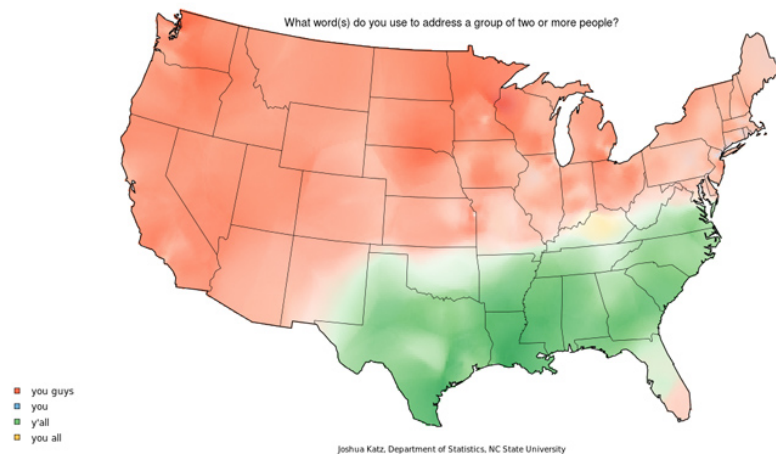 What word(s) do you use to address a group of two or more people?
you guys
you
y'all
you all
Joshua Katz, Department of Statistics, NC State University